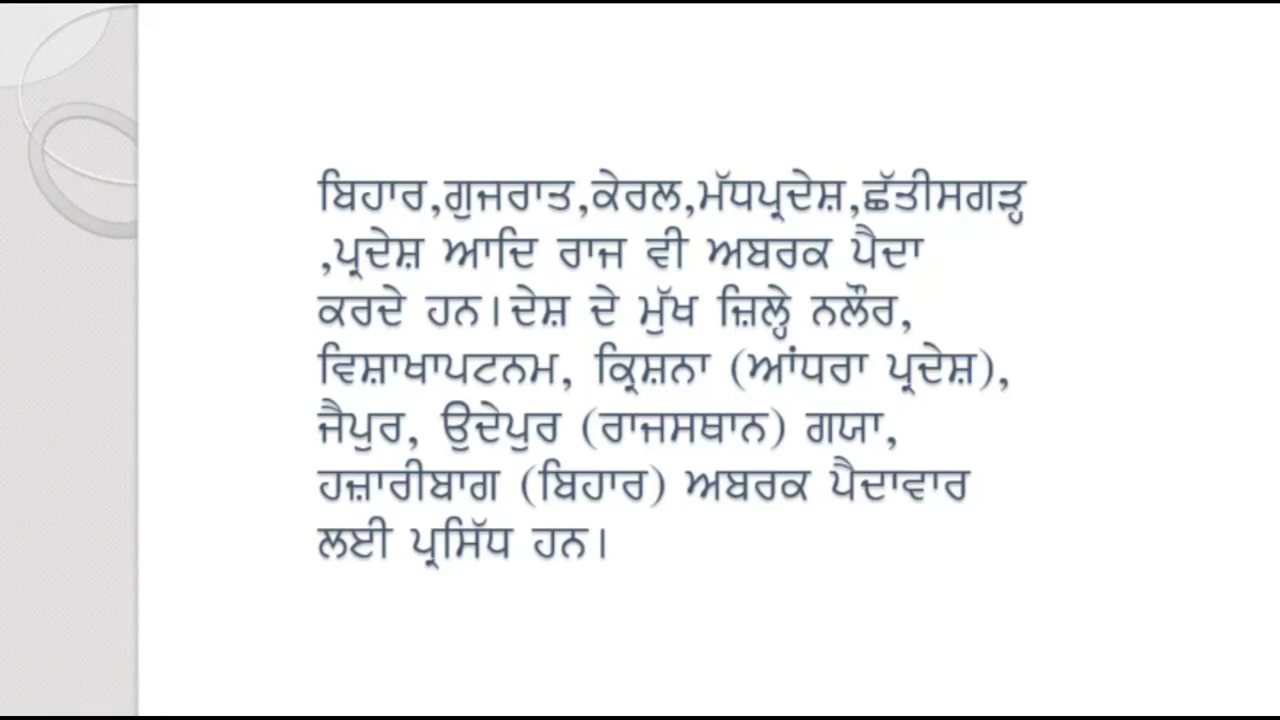 ਬਿਹਾਰ,ਗੁਜਰਾਤ,ਕੇਰਲ,ਮੱਧਪ੍ਰਦੇਸ਼,ਛੱਤੀਸਗੜ੍ਹ
,ਪ੍ਰਦੇਸ਼ ਆਦਿ ਰਾਜ ਵੀ ਅਬਰਕ ਪੈਦਾ
ਕਰਦੇ ਹਨ।ਦੇਸ਼ ਦੇ ਮੁੱਖ ਜ਼ਿਲ੍ਹੇ ਨਲੌਰ,
ਵਿਸ਼ਾਖਾਪਟਨਮ, ਕ੍ਰਿਸ਼ਨਾ (ਆਂਧਰਾ ਪ੍ਰਦੇਸ਼),
ਜੈਪੁਰ, ਉਦੇਪੁਰ (ਰਾਜਸਥਾਨ) ਗਯਾ,
ਹਜ਼ਾਰੀਬਾਗ (ਬਿਹਾਰ) ਅਬਰਕ ਪੈਦਾਵਾਰ
ਲਈ ਪ੍ਰਸਿੱਧ ਹਨ।